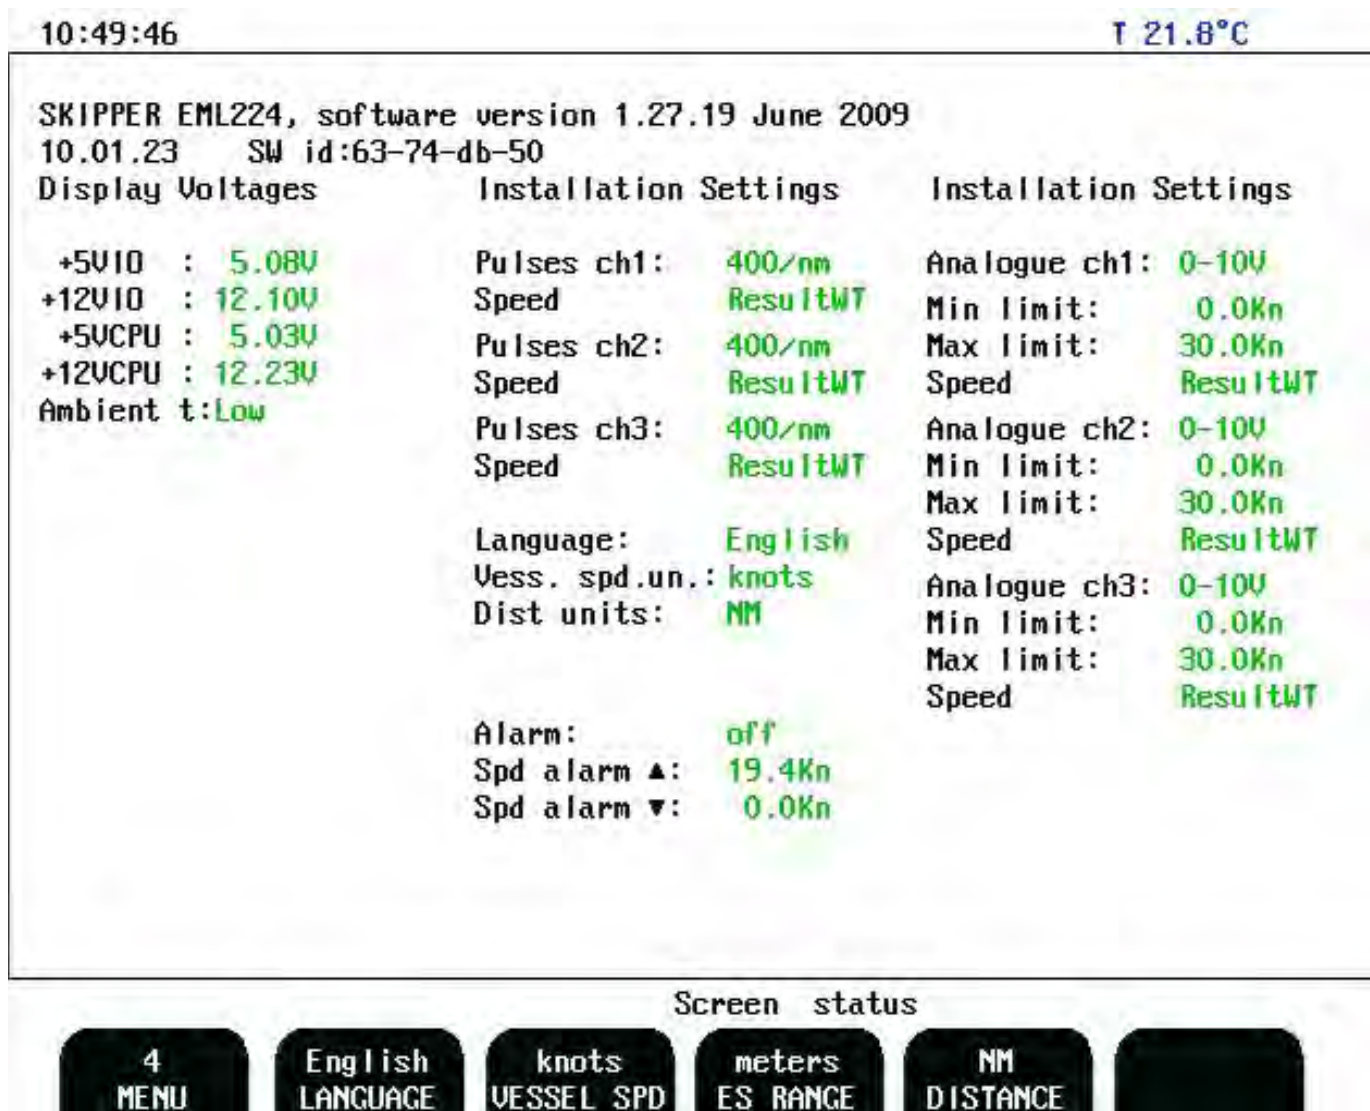 10:49:46 T 21.8°C
SKIPPER EML224, software version 1.27.19 June 2009
10.01.23 SW id:63-74-db-50
Display Voltages
+5VIO : 5.08V
+12VIO : 12.10V
+5VCPU : 5.03V
+12VCPU : 12.23V
Ambient t:Low
Installation Settings
Pulses ch1: 400/nm
Speed ResultWT
Pulses ch2: 400/nm
Speed ResultWT
Pulses ch3: 400/nm
Speed ResultWT
Language: English
Vess. spd.un.: knots
Dist units: NM
Alarm: off
Spd alarm ▲: 19.4Kn
Spd alarm ▼: 0.0Kn
Installation Settings
Analogue ch1: 0-10V
Min limit: 0.0Kn
Max limit: 30.0Kn
Speed ResultWT
Analogue ch2: 0-10V
Min limit: 0.0Kn
Max limit: 30.0Kn
Speed ResultWT
Analogue ch3: 0-10V
Min limit: 0.0Kn
Max limit: 30.0Kn
Speed ResultWT
Screen status
4
MENU
English
LANGUAGE
knots
VESSEL SPD
meters
ES RANGE
NM
DISTANCE